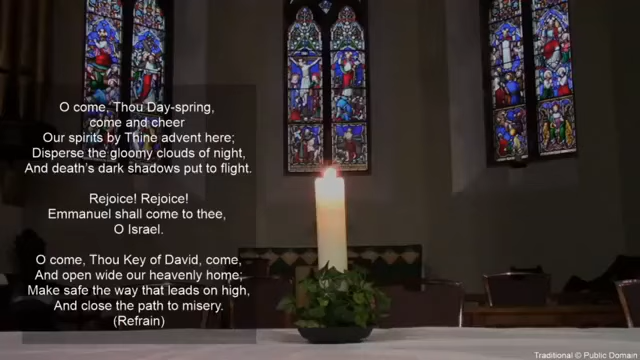 O come, Thou Day-spring,
come and cheer
Our spirits by Thine advent here;
Disperse the gloomy clouds of night,
And death's dark shadows put to flight.
Rejoice! Rejoice!
Emmanuel shall come to thee,
O Israel.
O come, Thou Key of David, come,
And open wide our heavenly home;
Make safe the way that leads on high,
And close the path to misery.
(Refrain)
Traditional © Public Domain